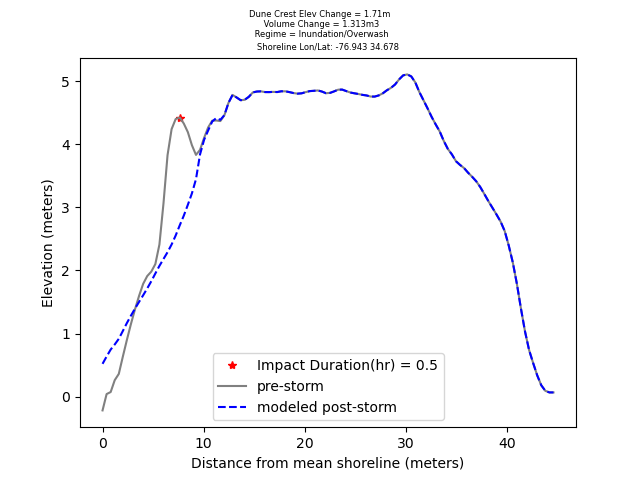 Dune Crest Elev Change = 1.71m
Volume Change = 1.313m3
Regime = Inundation/Overwash
Shoreline Lon/Lat: -76.943 34.678
5
4
3
2
1
0
Elevation (meters)
Impact Duration(hr) = 0.5
pre-storm
modeled post-storm
0 10 20 30 40
Distance from mean shoreline (meters)